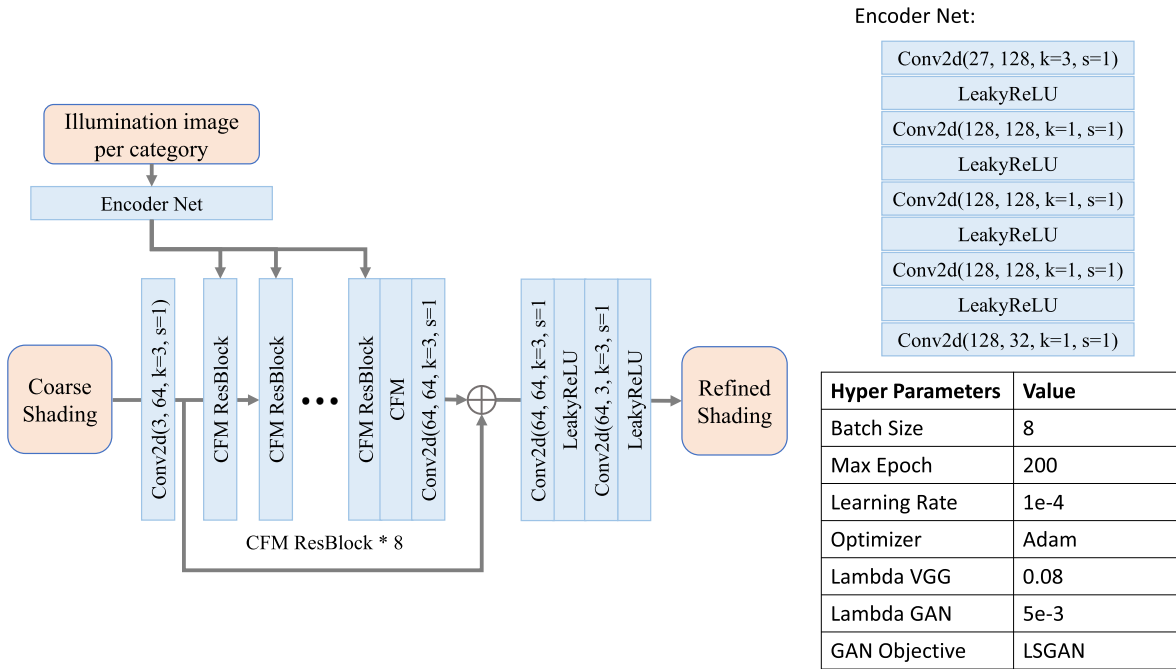 Illumination image
per category
Encoder Net
Coarse
Shading
Conv2d(3, 64, k=3, s=1)
CFM ResBlock
CFM ResBlock
•••
CFM ResBlock
CFM
Conv2d(64, 64, k=3, s=1
CFM ResBlock * 8
Conv2d(64, 64, k=3, s=1
LeakyReLU
Conv2d(64, 3, k=3, s=1
LeakyReLU
Refined
Shading
Encoder Net:
Conv2d(27, 128, k=3, s=1)
LeakyReLU
Conv2d(128, 128, k=1, s=1)
LeakyReLU
Conv2d(128, 128, k=1, s=1)
LeakyReLU
Conv2d(128, 128, k=1, s=1)
LeakyReLU
Conv2d(128, 32, k=1, s=1)
Hyper Parameters Value
Batch Size 8
Max Epoch 200
Learning Rate 1e-4
Optimizer Adam
Lambda VGG 0.08
Lambda GAN 5e-3
GAN Objective LSGAN